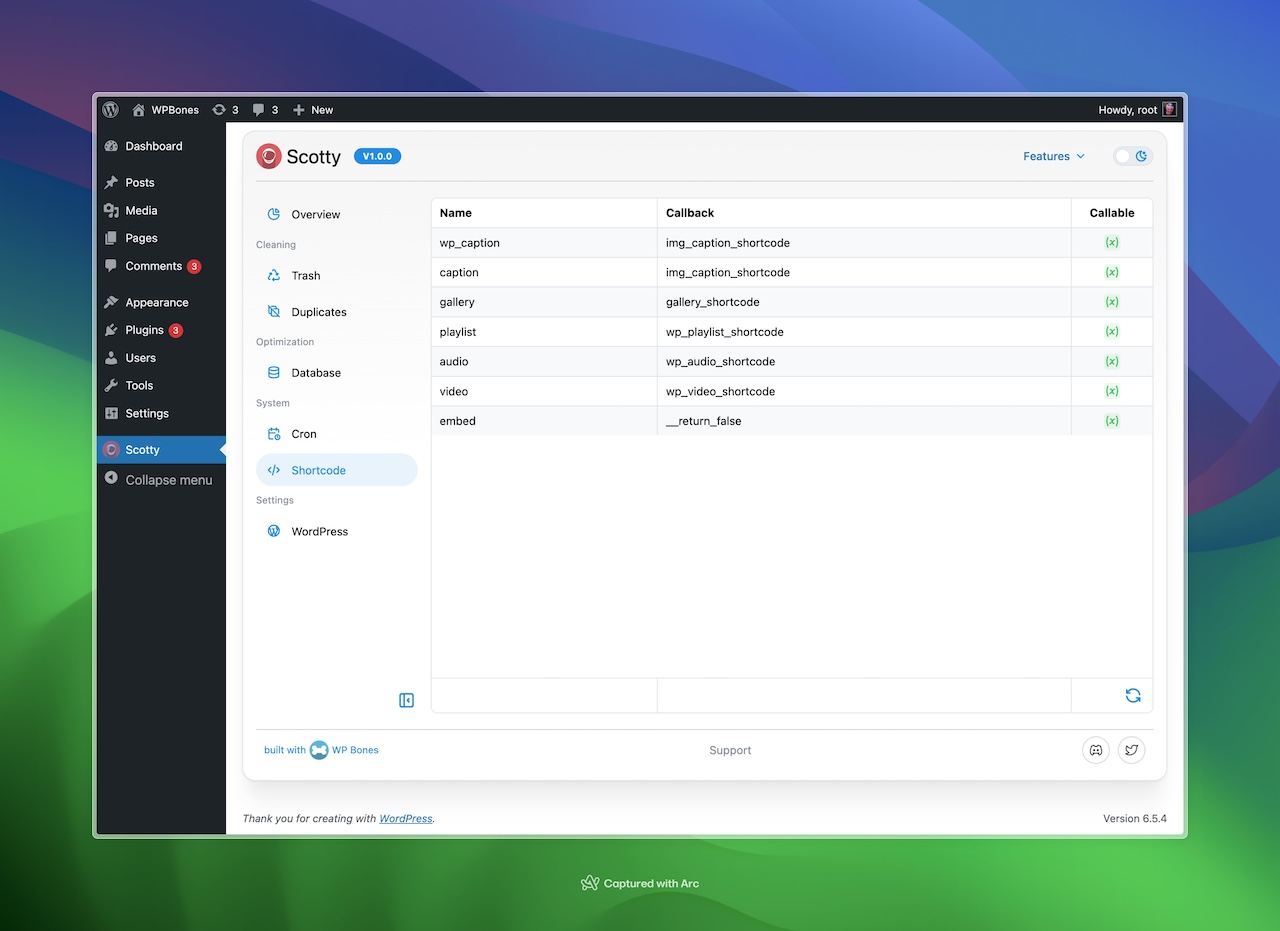 WPBones 3 3 New Howdy, root
Dashboard
Posts
Media
Pages
Comments 3
Appearance
Plugins 3
Users
Tools
Settings
Scotty
Collapse menu
Scotty V1.0.0 Features
Overview
Cleaning
Trash
Duplicates
Optimization
Database
System
Cron
Shortcode
Settings
WordPress
Name Callback Callable
wp_caption img_caption_shortcode (x)
caption img_caption_shortcode (x)
gallery gallery_shortcode (x)
playlist wp_playlist_shortcode (x)
audio wp_audio_shortcode (x)
video wp_video_shortcode (x)
embed __return_false (x)
built with WP Bones Support
Thank you for creating with WordPress. Version 6.5.4
Captured with Arc